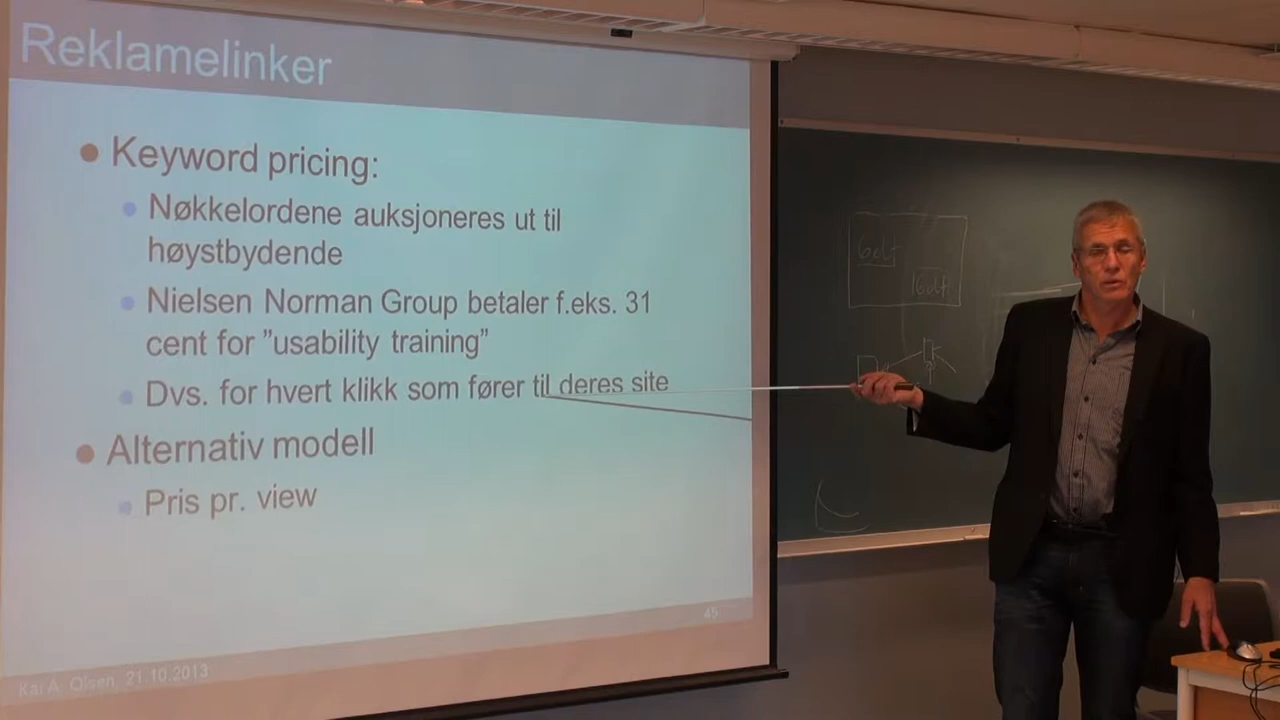 Reklamelinker
Keyword pricing:
Nøkkelordene auksjoneres ut til
høystbydende
Nielsen Norman Group betaler f.eks. 31
cent for ”usability training”
Dvs. for hvert klikk som fører til deres site
Alternativ modell
Pris pr. view
45
Kai A. Olsen, 21.10.2013